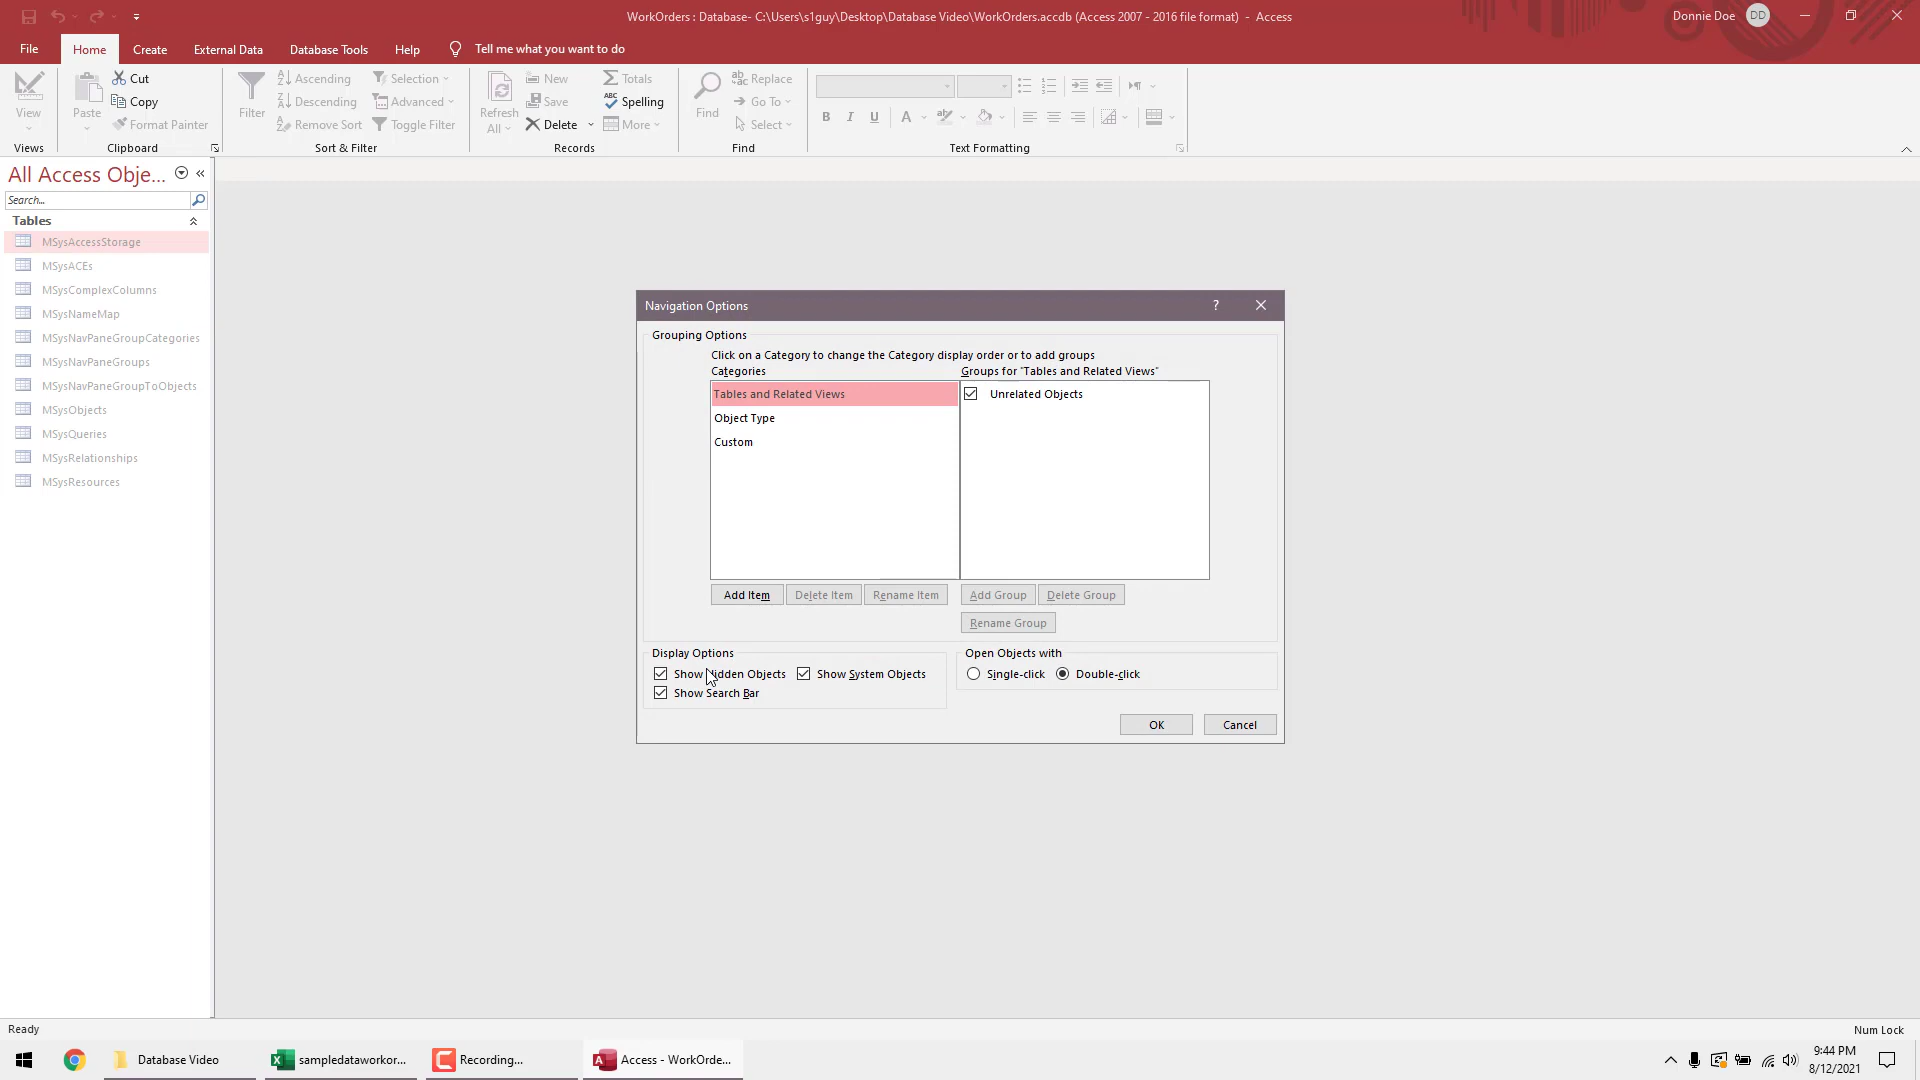 WorkOrders : Database- C:\Users\s1guy\Desktop\Database Video\WorkOrders.accdb (Access 2007 - 2016 file format) - Access
Donnie Doe DD
File Home Create External Data Database Tools Help Tell me what you want to do
View
Views
Paste
Cut
Copy
Format Painter
Clipboard
Filter
Ascending
Descending
Remove Sort
Selection
Advanced
Toggle Filter
Sort & Filter
Refresh
All
New
Save
Delete
Totals
Spelling
More
Records
Find
Replace
Go To
Select
Find
B I U A
Text Formatting
All Access Obje...
Search...
Tables
MSysAccessStorage
MSysACEs
MSysComplexColumns
MSysNameMap
MSysNavPaneGroupCategories
MSysNavPaneGroups
MSysNavPaneGroupToObjects
MSysObjects
MSysQueries
MSysRelationships
MSysResources
Navigation Options
?
Grouping Options
Click on a Category to change the Category display order or to add groups
Categories
Groups for "Tables and Related Views"
Tables and Related Views
Object Type
Custom
Unrelated Objects
Add Item Delete Item Rename Item
Add Group Delete Group
Rename Group
Display Options
Show Hidden Objects Show System Objects
Show Search Bar
Open Objects with
Single-click Double-click
OK Cancel
Ready
Num Lock
Database Video
sampledataworkor...
Recording...
Access - WorkOrde...
9:44 PM
8/12/2021